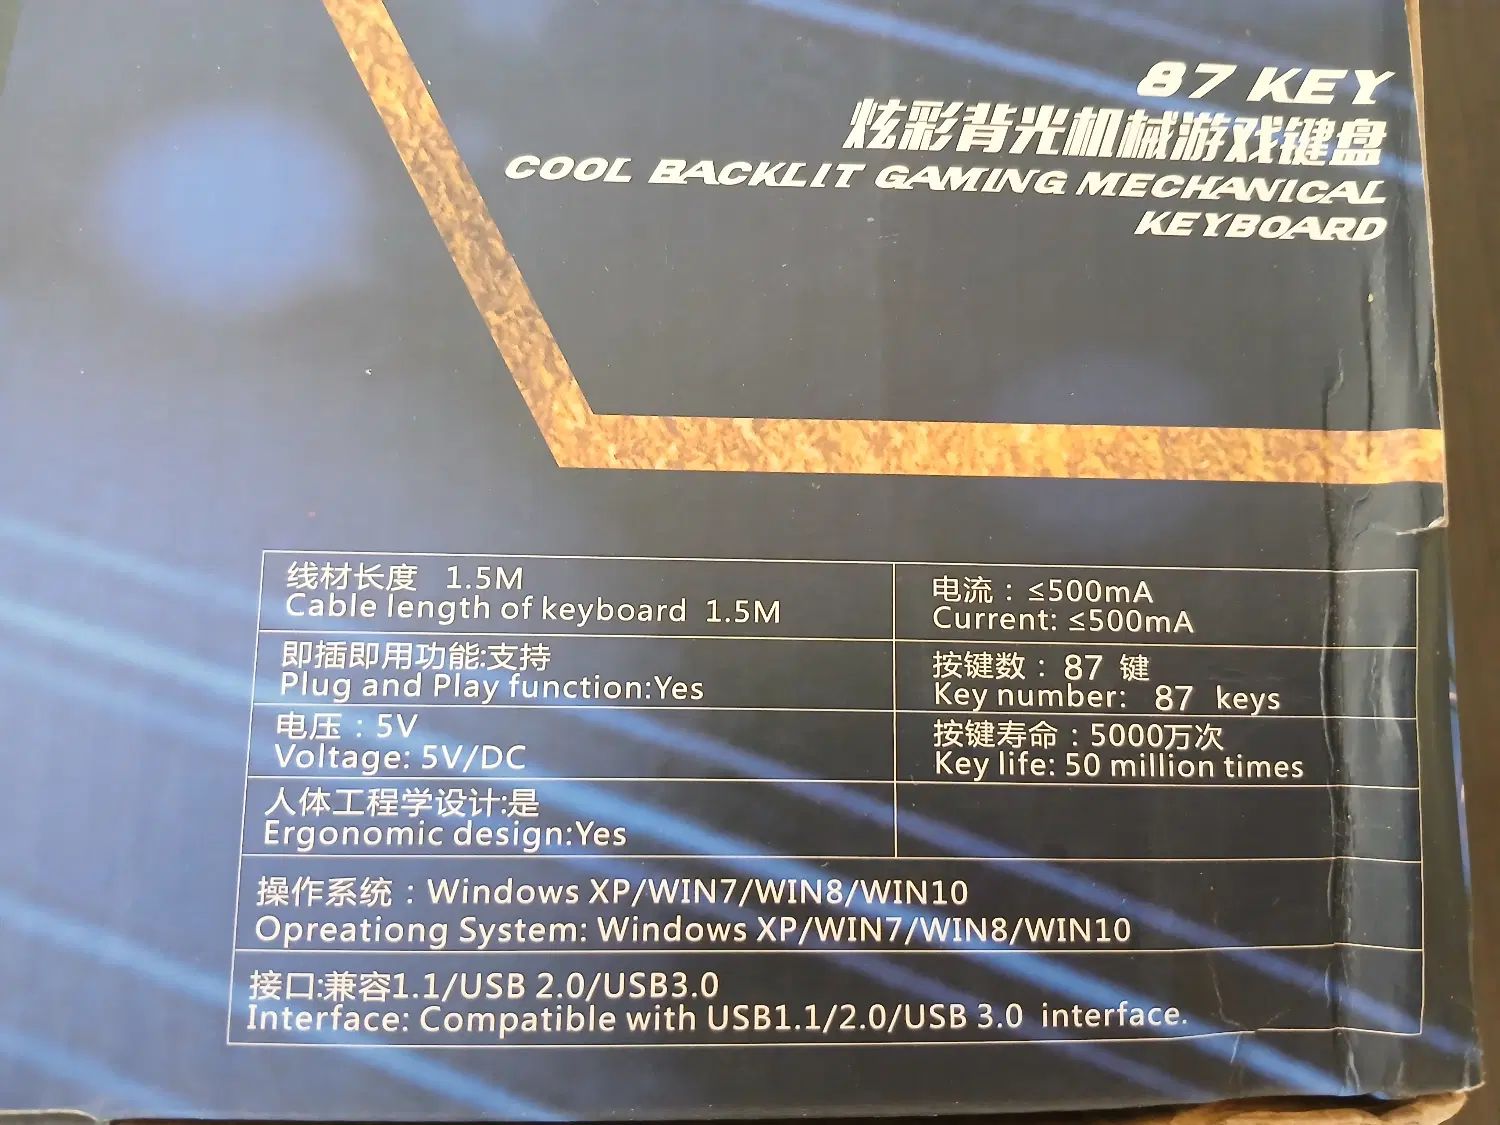 87 KEY
炫彩背光机械游戏键盘
COOL BACKLIT GAMING MECHANICAL
KEYBOARD
线材长度 1.5M
Cable length of keyboard 1.5M
电流：≤500mA
Current: ≤500mA
即插即用功能:支持
Plug and Play function:Yes
按键数：87 键
Key number: 87 keys
电压：5V
Voltage: 5V/DC
按键寿命：5000万次
Key life: 50 million times
人体工程学设计:是
Ergonomic design:Yes
操作系统：Windows XP/WIN7/WIN8/WIN10
Opreationg System: Windows XP/WIN7/WIN8/WIN10
接口:兼容1.1/USB 2.0/USB3.0
Interface: Compatible with USB1.1/2.0/USB 3.0 interface.